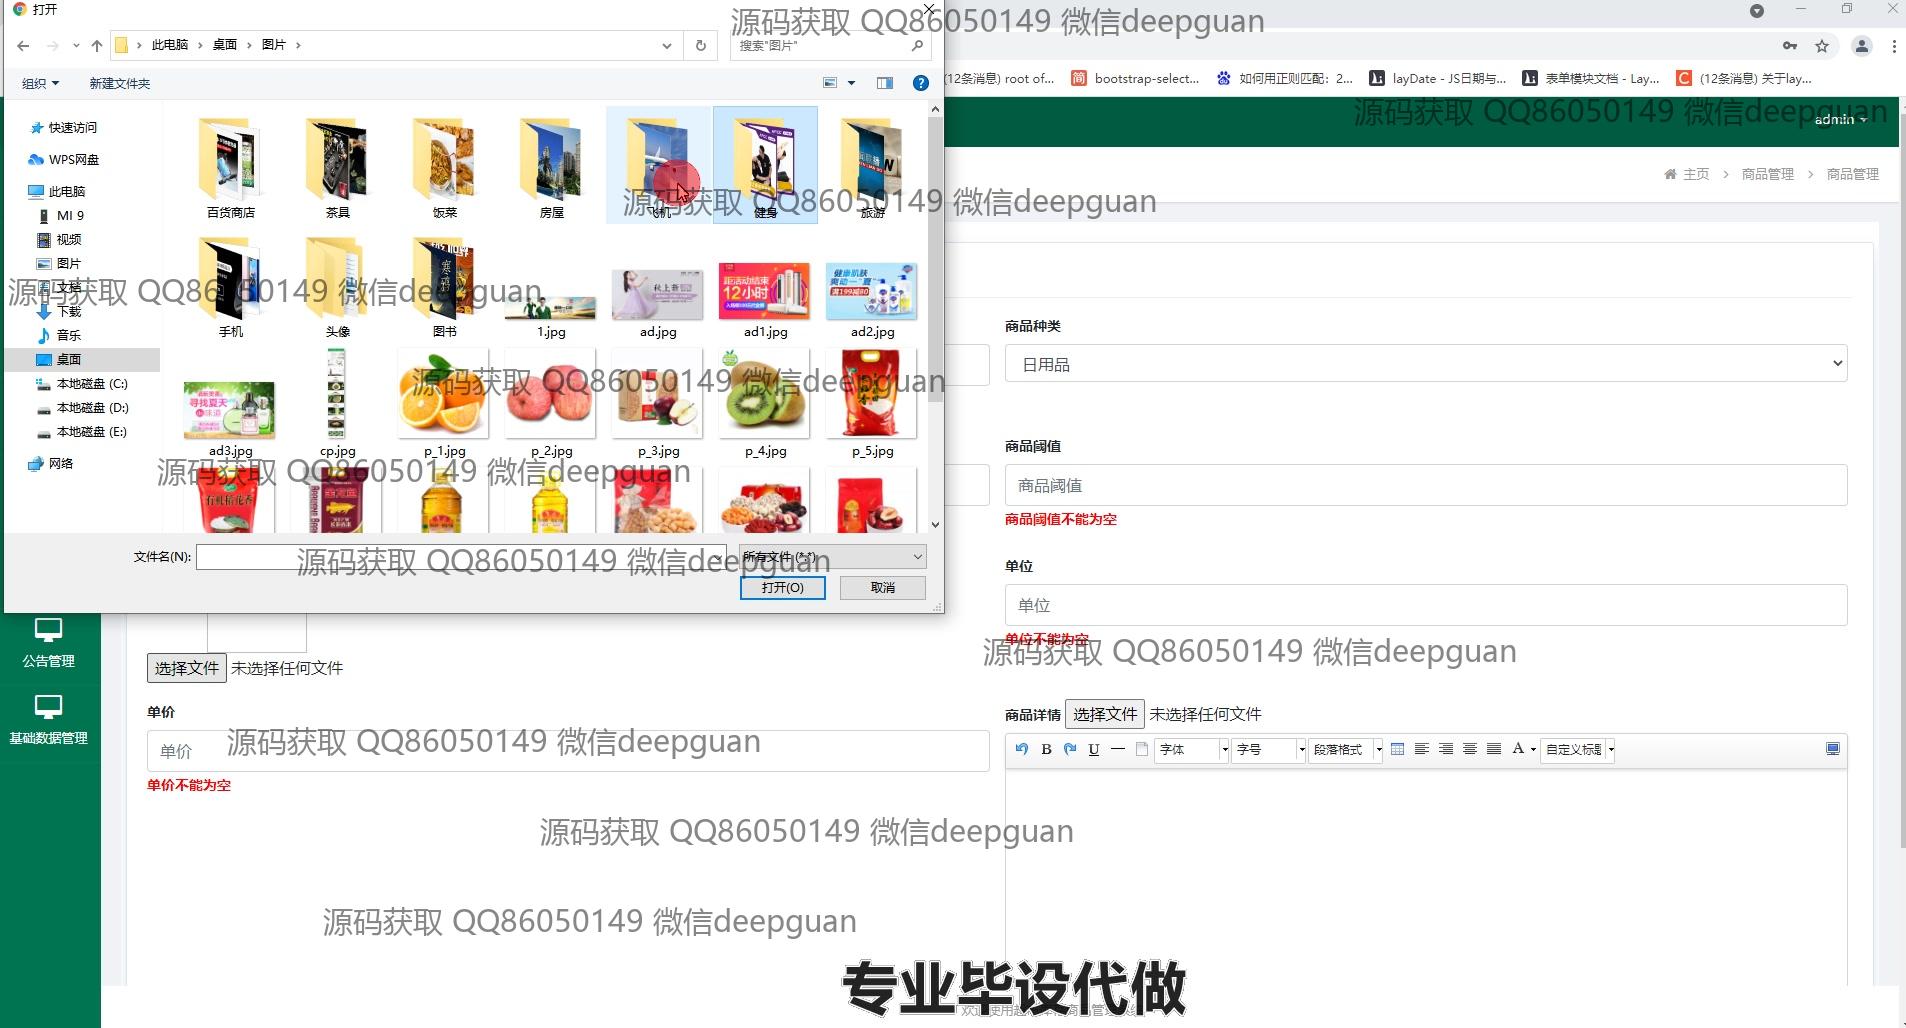 打开
源码获取 QQ86050149 微信deepguan
此电脑 › 桌面 › 图片 ›
搜索"图片"
组织
新建文件夹
(12条消息) root of...
bootstrap-select...
如何用正则匹配：2...
layDate - JS日期与...
表单模块文档 - Lay...
(12条消息) 关于lay...
源码获取 QQ86050149 微信deepguan
admin
快速访问
WPS网盘
此电脑
MI 9
视频
图片
文档
下载
音乐
桌面
本地磁盘 (C:)
本地磁盘 (D:)
本地磁盘 (E:)
网络
百货商店
茶具
饭菜
房屋
飞机
健身
旅游
源码获取 QQ86050149 微信deepguan
主页 › 商品管理 › 商品管理
源码获取 QQ86050149 微信deepguan
手机
头像
图书
1.jpg
ad.jpg
ad1.jpg
ad2.jpg
源码获取 QQ86050149 微信deepguan
ad3.jpg
cp.jpg
p_1.jpg
p_2.jpg
p_3.jpg
p_4.jpg
p_5.jpg
源码获取 QQ86050149 微信deepguan
文件名(N):
所有文件 (*.*)
源码获取 QQ86050149 微信deepguan
打开(O)
取消
商品种类
日用品
商品阈值
商品阈值
商品阈值不能为空
单位
单位
单位不能为空
源码获取 QQ86050149 微信deepguan
公告管理
基础数据管理
选择文件 未选择任何文件
单价
单价
源码获取 QQ86050149 微信deepguan
单价不能为空
商品详情 选择文件 未选择任何文件
B U 字体 字号 段落格式 A 自定义标题
源码获取 QQ86050149 微信deepguan
源码获取 QQ86050149 微信deepguan
专业毕设代做